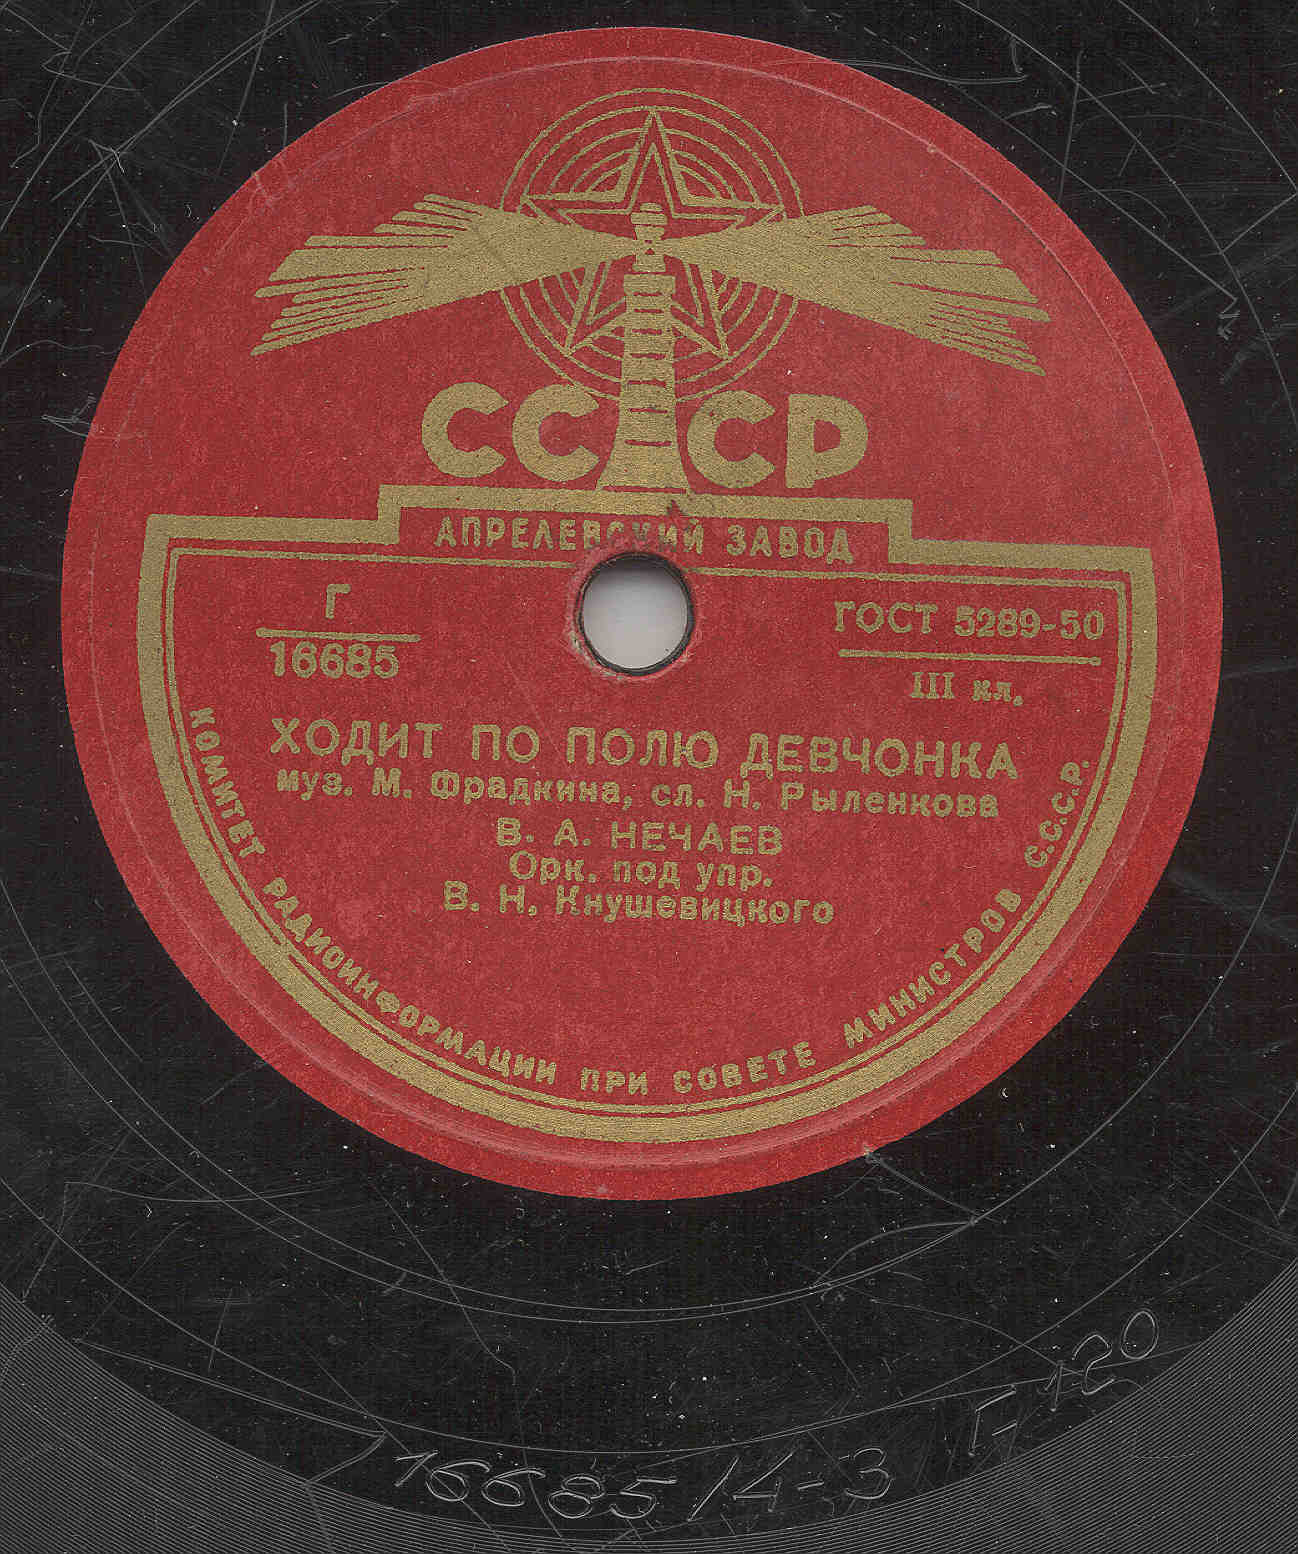 СССР
АПРЕЛЕВСКИЙ ЗАВОД
Г
16685
ГОСТ 5289-50
III кл.
ХОДИТ ПО ПОЛЮ ДЕВЧОНКА
муз. М. Фрадкина, сл. Н. Рыленкова
В. А. НЕЧАЕВ
Орк. под упр.
В. Н. Кнушевицкого
КОМИТЕТ РАДИОИНФОРМАЦИИ ПРИ СОВЕТЕ МИНИСТРОВ С.С.С.Р.
16685/4-3 Г-120